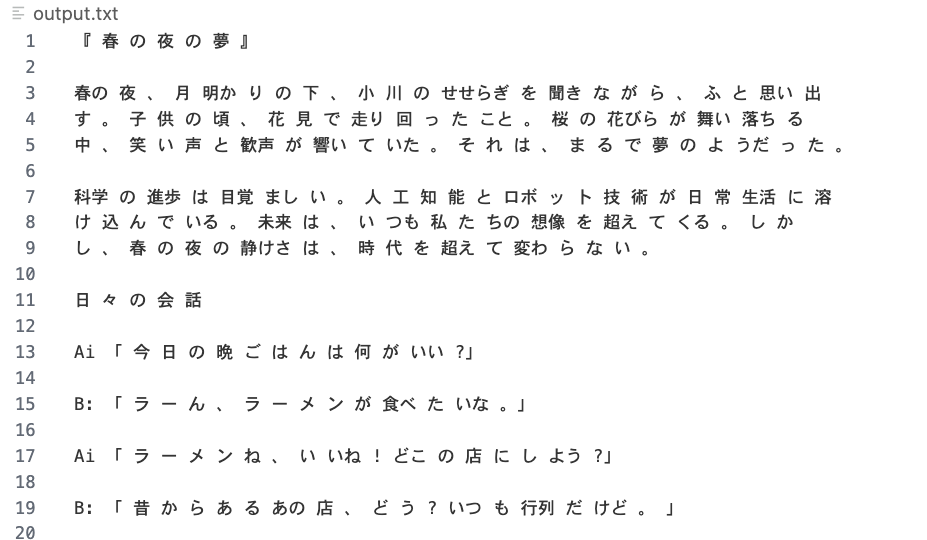 output.txt
1 『 春 の 夜 の 夢 』
2
3 春の 夜 、 月 明か り の 下 、 小 川 の せせらぎ を 聞き な が ら 、 ふ と 思い 出
4 す 。 子 供 の 頃 、 花 見 で 走り 回 っ た こと 。 桜 の 花びら が 舞い 落ち る
5 中 、 笑 い 声 と 歓声 が 響い て いた 。 そ れ は 、 ま る で 夢 の よ うだ っ た 。
6
7 科学 の 進歩 は 目覚 まし い 。 人 工 知 能 と ロボ ッ ト 技 術 が 日 常 生活 に 溶
8 け 込 ん で いる 。 未来 は 、 い つも 私 た ちの 想像 を 超え て くる 。 し か
9 し 、 春 の 夜 の 静けさ は 、 時 代 を 超え て 変わ ら な い 。
10
11 日 々 の 会 話
12
13 Ai 「 今 日 の 晩 ご は ん は 何 が いい ?」
14
15 B: 「 ラ ー ん 、 ラ ー メ ン が 食べ た いな 。」
16
17 Ai 「 ラ ー メ ン ね 、 い いね ! どこ の 店 に し よう ?」
18
19 B: 「 昔 か ら あ る あの 店 、 ど う ? いつ も 行列 だ けど 。 」
20